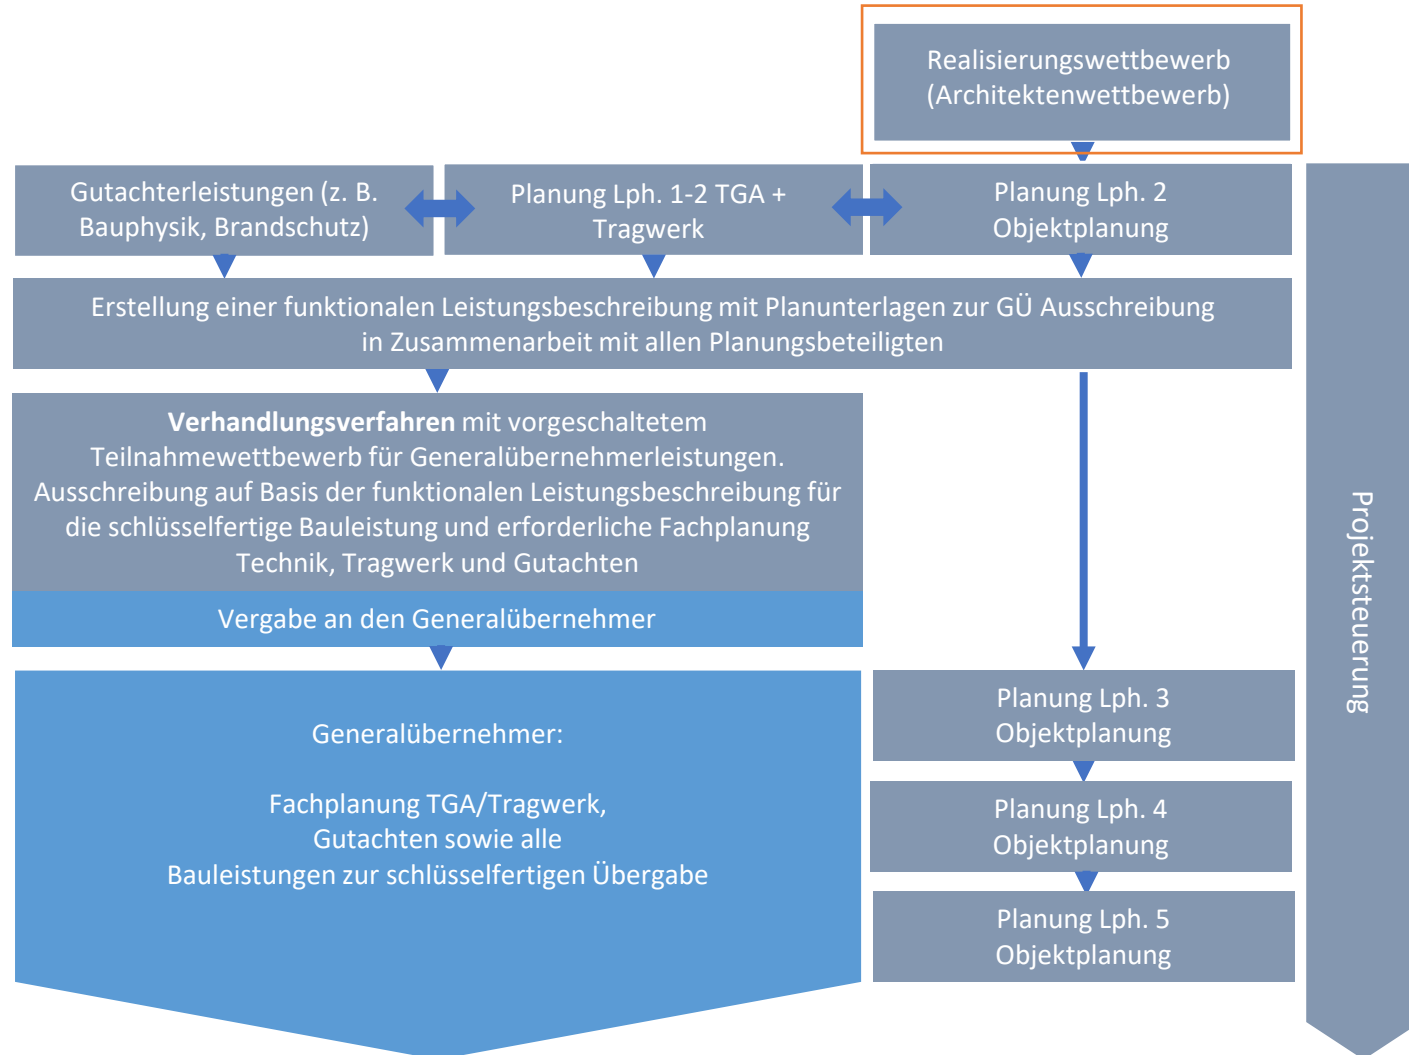 Realisierungswettbewerb
(Architektenwettbewerb)
Gutachterleistungen (z. B.
Bauphysik, Brandschutz)
Planung Lph. 1-2 TGA +
Tragwerk
Planung Lph. 2
Objektplanung
Erstellung einer funktionalen Leistungsbeschreibung mit Planunterlagen zur GÜ Ausschreibung
in Zusammenarbeit mit allen Planungsbeteiligten
Verhandlungsverfahren mit vorgeschaltetem
Teilnahmewettbewerb für Generalübernehmerleistungen.
Ausschreibung auf Basis der funktionalen Leistungsbeschreibung für
die schlüsselfertige Bauleistung und erforderliche Fachplanung
Technik, Tragwerk und Gutachten
Vergabe an den Generalübernehmer
Generalübernehmer:
Fachplanung TGA/Tragwerk,
Gutachten sowie alle
Bauleistungen zur schlüsselfertigen Übergabe
Planung Lph. 3
Objektplanung
Planung Lph. 4
Objektplanung
Planung Lph. 5
Objektplanung
Projektsteuerung